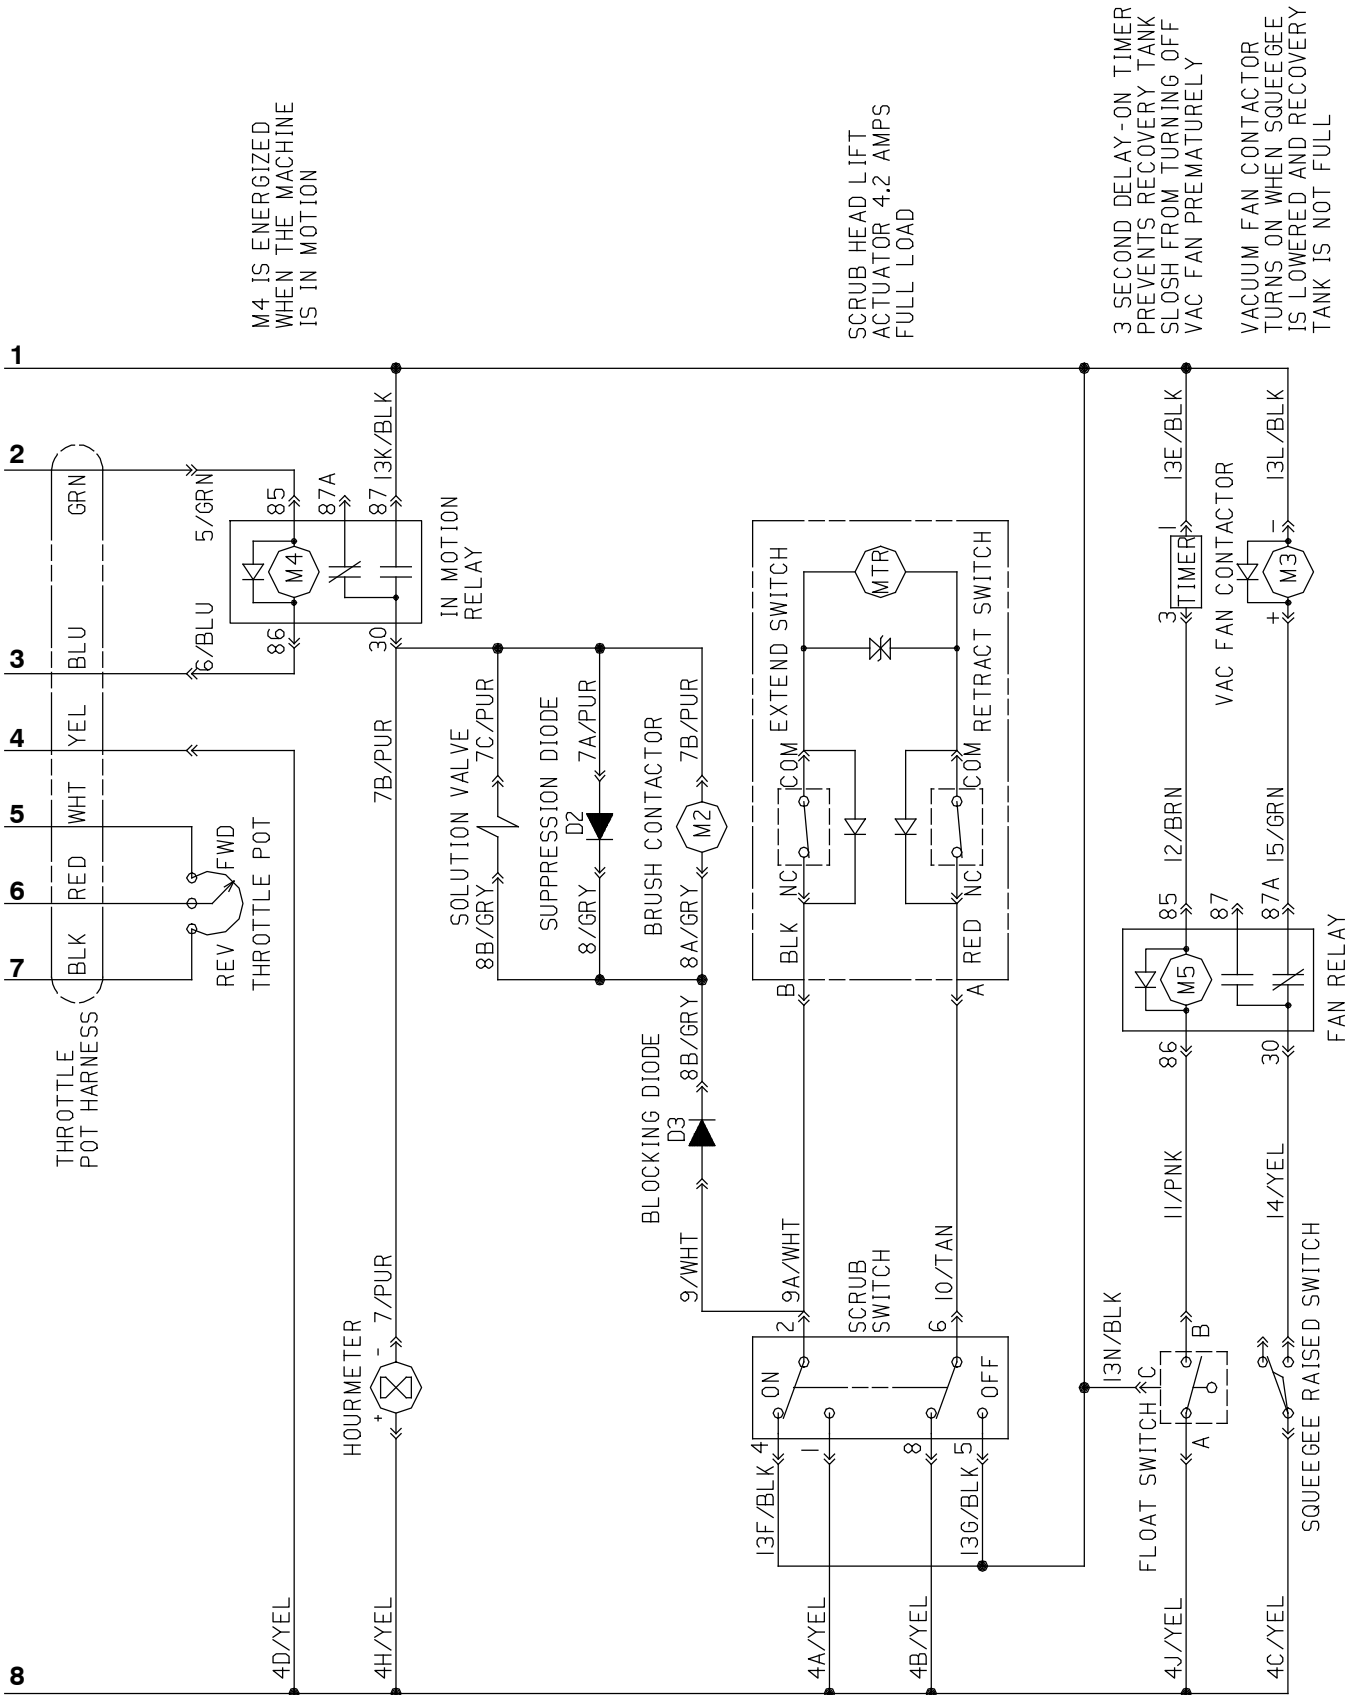 1
2
3
4
5
6
7
8
THROTTLE
POT HARNESS
BLK
RED
WHT
YEL
BLU
GRN
REV
FWD
THROTTLE POT
4D/YEL
6/BLU
5/GRN
86
85
M4
87A
30
87
13K/BLK
IN MOTION
RELAY
M4 IS ENERGIZED
WHEN THE MACHINE
IS IN MOTION
4H/YEL
HOURMETER
+
-
7/PUR
7B/PUR
SOLUTION VALVE
8B/GRY
7C/PUR
SUPPRESSION DIODE
D2
8/GRY
7A/PUR
BRUSH CONTACTOR
8A/GRY
M2
7B/PUR
BLOCKING DIODE
D3
9/WHT
8B/GRY
13F/BLK
4
ON
2
9A/WHT
B
BLK
NC
COM
EXTEND SWITCH
4A/YEL
1
SCRUB
SWITCH
MTR
SCRUB HEAD LIFT
ACTUATOR 4.2 AMPS
FULL LOAD
4B/YEL
8
6
10/TAN
A
RED
NC
COM
RETRACT SWITCH
13G/BLK
5
OFF
13N/BLK
FLOAT SWITCH
C
4J/YEL
A
B
11/PNK
86
M5
85
12/BRN
3
TIMER
1
13E/BLK
3 SECOND DELAY-ON TIMER
PREVENTS RECOVERY TANK
SLOSH FROM TURNING OFF
VAC FAN PREMATURELY
87
VAC FAN CONTACTOR
4C/YEL
SQUEEGEE RAISED SWITCH
14/YEL
30
87A
15/GRN
+
M3
-
13L/BLK
FAN RELAY
VACUUM FAN CONTACTOR
TURNS ON WHEN SQUEEGEE
IS LOWERED AND RECOVERY
TANK IS NOT FULL